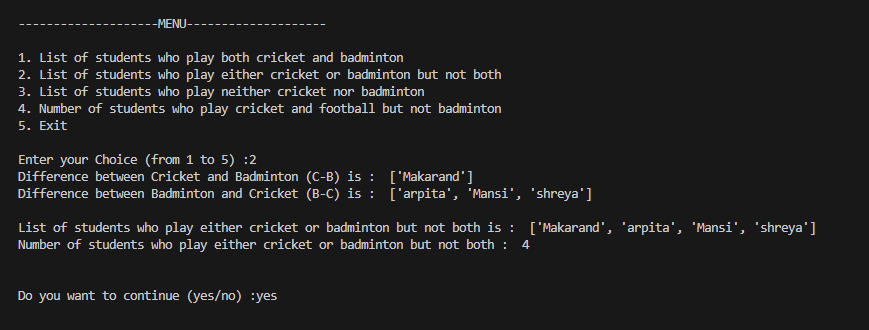 --------------------MENU--------------------
1. List of students who play both cricket and badminton
2. List of students who play either cricket or badminton but not both
3. List of students who play neither cricket nor badminton
4. Number of students who play cricket and football but not badminton
5. Exit
Enter your Choice (from 1 to 5) :2
Difference between Cricket and Badminton (C-B) is :  ['Makarand']
Difference between Badminton and Cricket (B-C) is :  ['arpita', 'Mansi', 'shreya']
List of students who play either cricket or badminton but not both is :  ['Makarand', 'arpita', 'Mansi', 'shreya']
Number of students who play either cricket or badminton but not both :  4
Do you want to continue (yes/no) :yes